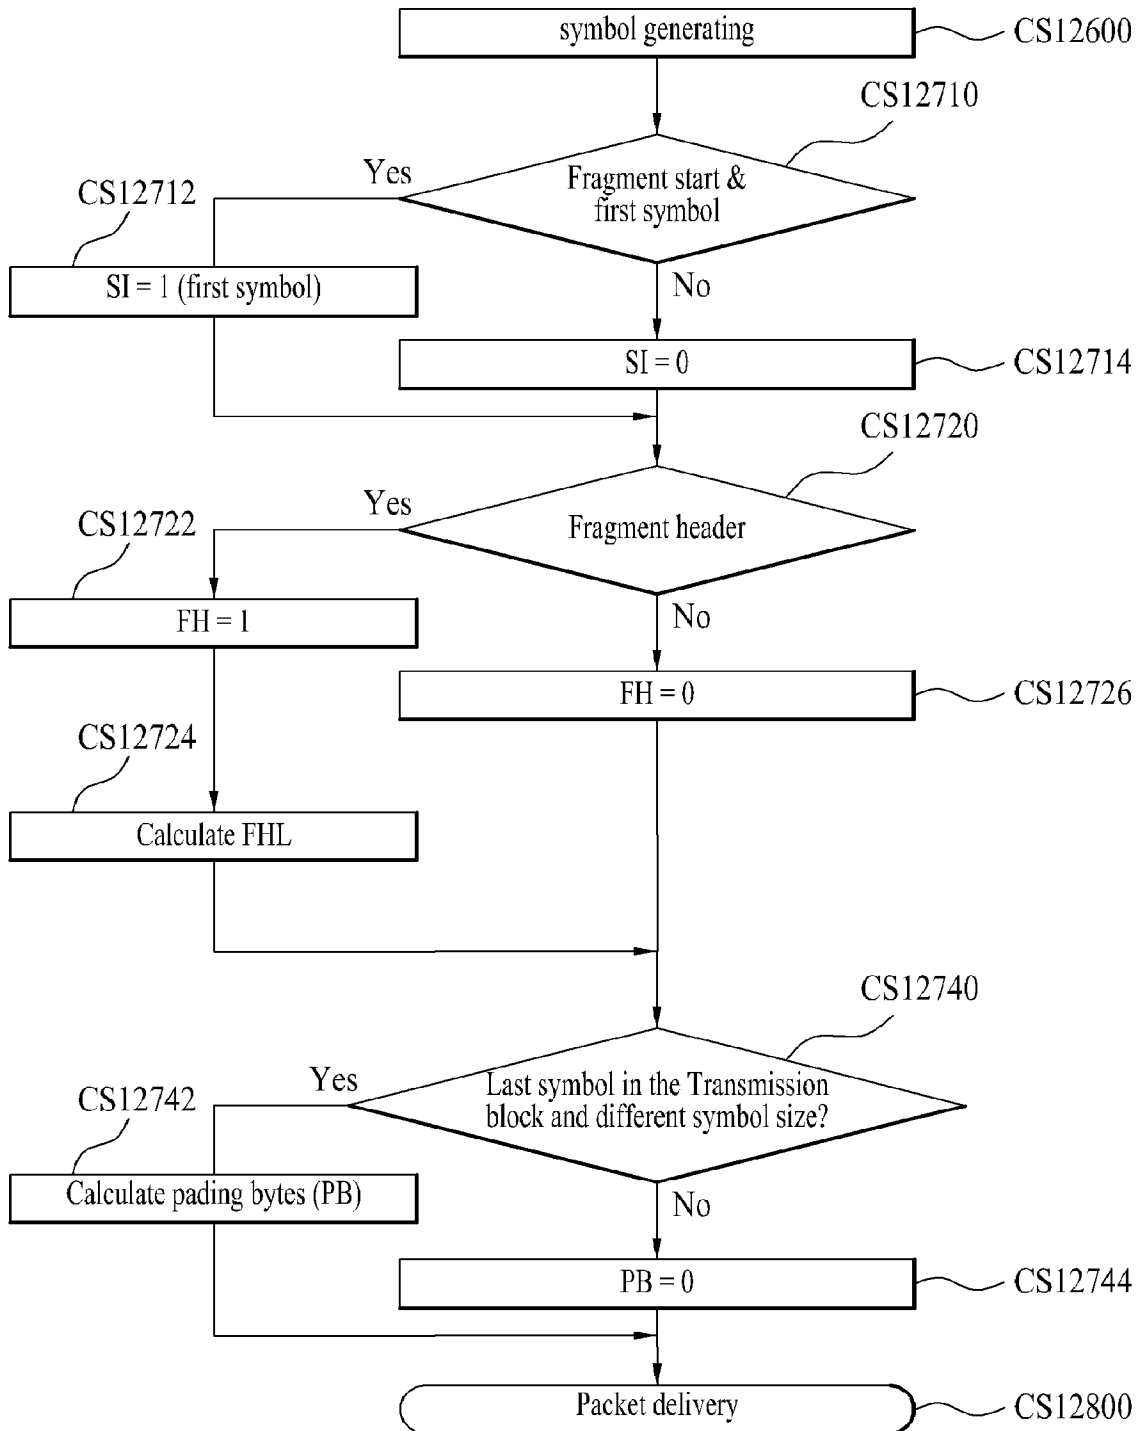 symbol generating
CS12600
CS12710
Yes
Fragment start &
first symbol
CS12712
SI = 1 (first symbol)
No
SI = 0
CS12714
CS12720
Yes
Fragment header
CS12722
FH = 1
No
FH = 0
CS12726
CS12724
Calculate FHL
CS12740
Yes
Last symbol in the Transmission
block and different symbol size?
CS12742
Calculate pading bytes (PB)
No
PB = 0
CS12744
Packet delivery
CS12800